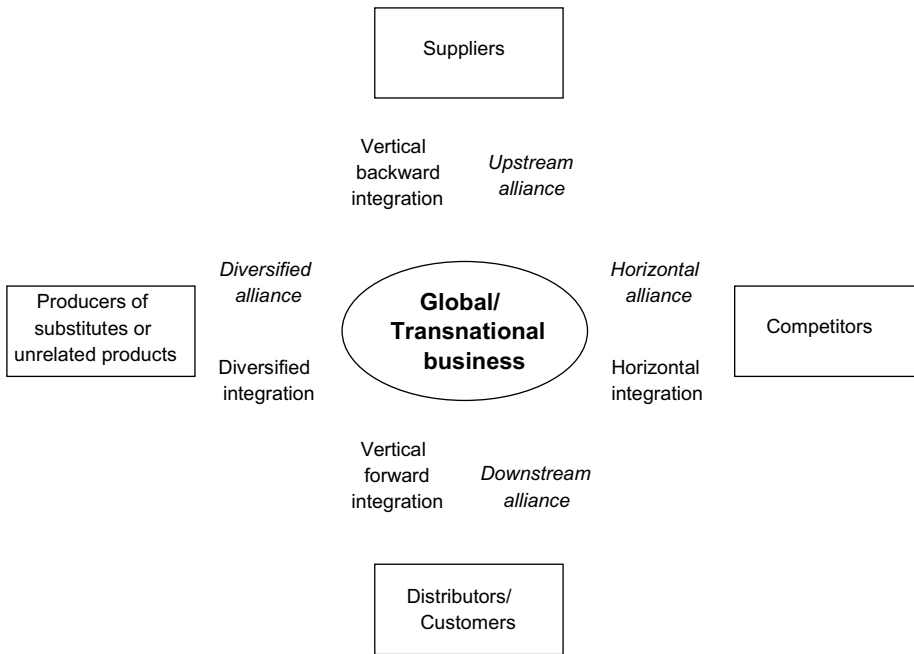 Suppliers
Vertical
backward
integration
Upstream
alliance
Diversified
alliance
Horizontal
alliance
Producers of
substitutes or
unrelated products
Global/
Transnational
business
Competitors
Diversified
integration
Horizontal
integration
Vertical
forward
integration
Downstream
alliance
Distributors/
Customers